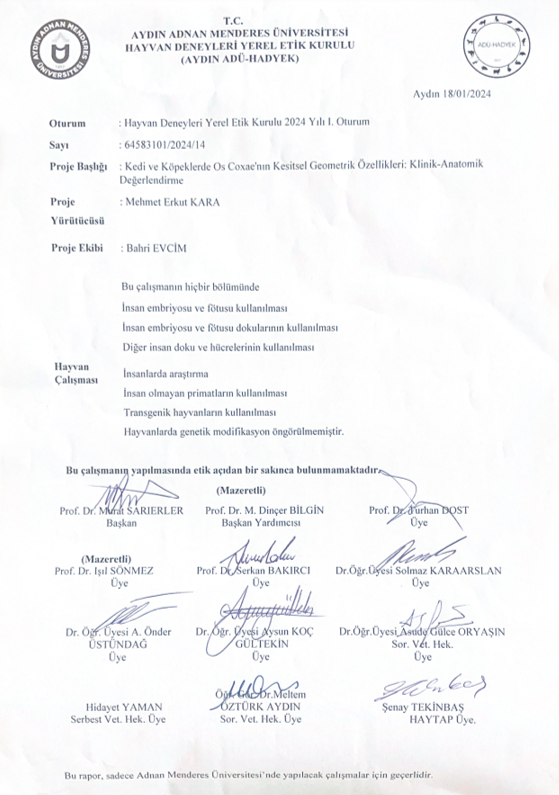 T.C.
AYDIN ADNAN MENDERES ÜNİVERSİTESİ
HAYVAN DENEYLERİ YEREL ETİK KURULU
(AYDIN ADÜ-HADYEK)
AYDIN ADNAN MENDERES ÜNİVERSİTESİ
ADÜ-HADYEK
Aydın 18/01/2024
Oturum : Hayvan Deneyleri Yerel Etik Kurulu 2024 Yılı I. Oturum
Sayı : 64583101/2024/14
Proje Başlığı : Kedi ve Köpeklerde Os Coxae'nın Kesitsel Geometrik Özellikleri: Klinik-Anatomik
Değerlendirme
Proje : Mehmet Erkut KARA
Yürütücüsü
Proje Ekibi : Bahri EVCİM
Bu çalışmanın hiçbir bölümünde
İnsan embriyosu ve fötusu kullanılması
İnsan embriyosu ve fötusu dokularının kullanılması
Diğer insan doku ve hücrelerinin kullanılması
Hayvan
Çalışması
İnsanlarda araştırma
İnsan olmayan primatların kullanılması
Transgenik hayvanların kullanılması
Hayvanlarda genetik modifikasyon öngörülmemiştir.
Bu çalışmanın yapılmasında etik açıdan bir sakınca bulunmamaktadır.
(Mazeretli)
Prof. Dr. Murat SARIERLER Prof. Dr. M. Dinçer BİLGİN Prof. Dr. Turhan DOST
Başkan Başkan Yardımcısı Üye
(Mazeretli)
Prof. Dr. Işıl SÖNMEZ Prof. Dr. Serkan BAKIRCI Dr.Öğr.Üyesi Solmaz KARAARSLAN
Üye Üye Üye
Dr. Öğr. Üyesi A. Önder Dr. Öğr. Üyesi Aysun KOÇ Dr.Öğr.Üyesi Asude Gülce ORYAŞIN
ÜSTÜNDAĞ GÜLTEKİN Sor. Vet. Hek.
Üye Üye Üye
Öğr. Gör. Dr.Meltem
Hidayet YAMAN ÖZTÜRK AYDIN Şenay TEKİNBAŞ
Serbest Vet. Hek. Üye Sor. Vet. Hek. Üye HAYTAP Üye.
Bu rapor, sadece Adnan Menderes Üniversitesi'nde yapılacak çalışmalar için geçerlidir.